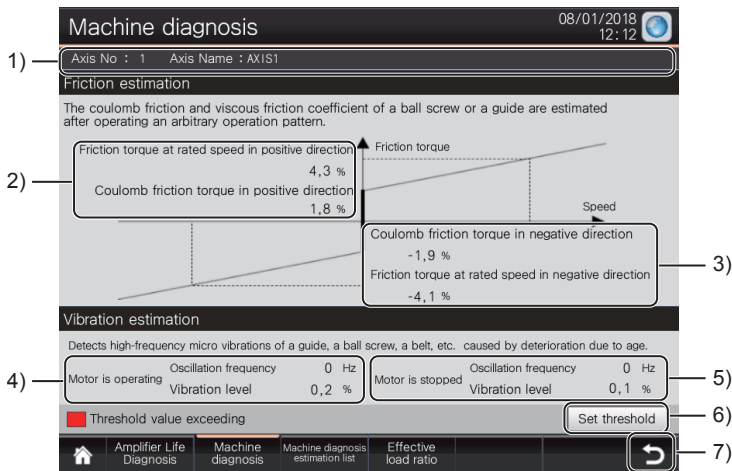 Machine diagnosis
08/01/2018
12:12
1)
Axis No : 1 Axis Name : AXIS1
Friction estimation
The coulomb friction and viscous friction coefficient of a ball screw or a guide are estimated
after operating an arbitrary operation pattern.
2)
Friction torque at rated speed in positive direction
4,3 %
Coulomb friction torque in positive direction
1,8 %
Friction torque
Speed
Coulomb friction torque in negative direction
-1,9 %
Friction torque at rated speed in negative direction
-4,1 %
3)
Vibration estimation
Detects high-frequency micro vibrations of a guide, a ball screw, a belt, etc. caused by deterioration due to age.
4)
Motor is operating
Oscillation frequency 0 Hz
Vibration level 0,2 %
Motor is stopped
Oscillation frequency 0 Hz
Vibration level 0,1 %
5)
Threshold value exceeding
Set threshold
6)
Amplifier Life
Diagnosis
Machine
diagnosis
Machine diagnosis
estimation list
Effective
load ratio
7)